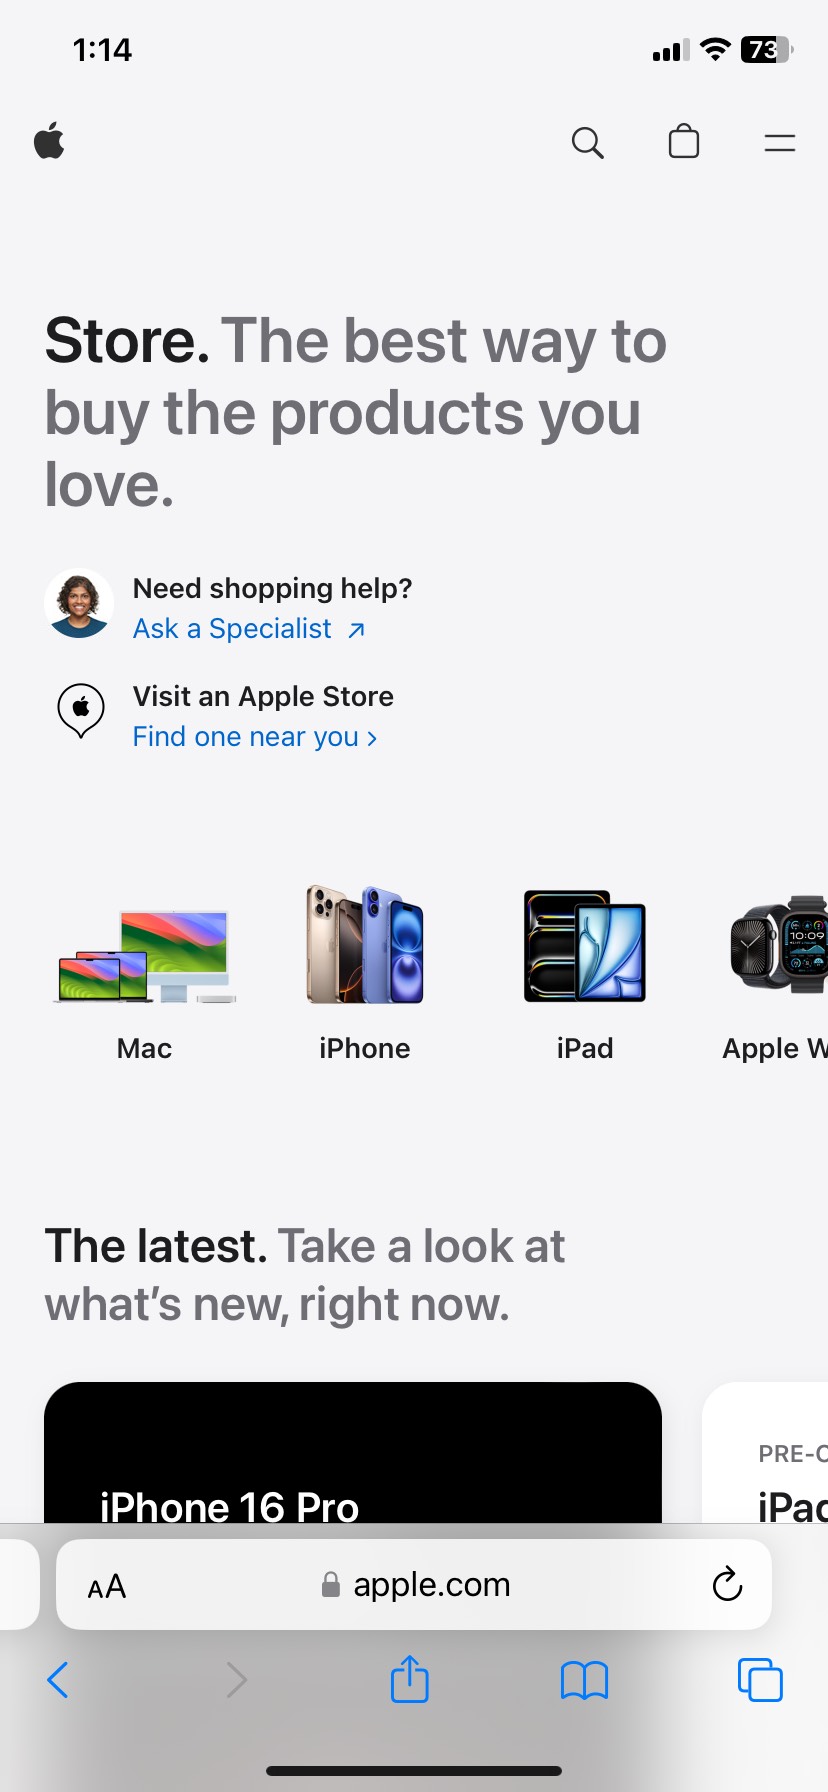 1:14
73
Store. The best way to
buy the products you
love.
Need shopping help?
Ask a Specialist ↗
Visit an Apple Store
Find one near you ›
10:09
Mac
iPhone
iPad
Apple W
The latest. Take a look at
what’s new, right now.
iPhone 16 Pro
PRE-O
iPad
AA
apple.com